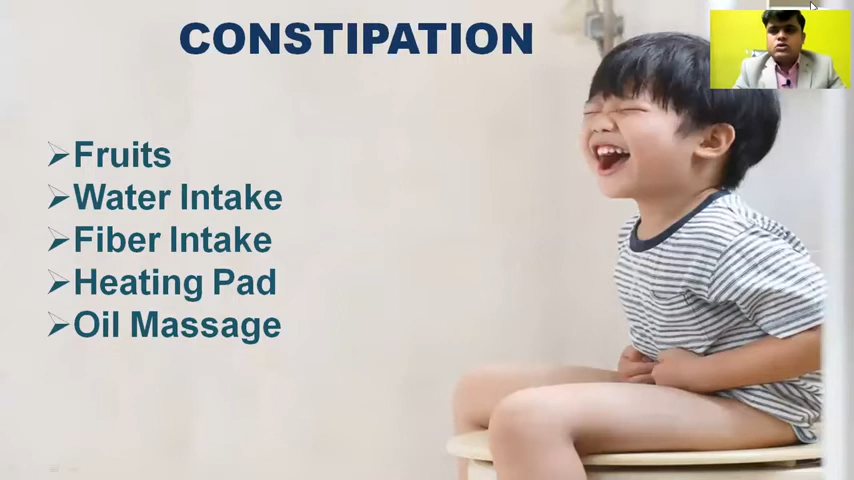 CONSTIPATION
Fruits
Water Intake
Fiber Intake
Heating Pad
Oil Massage